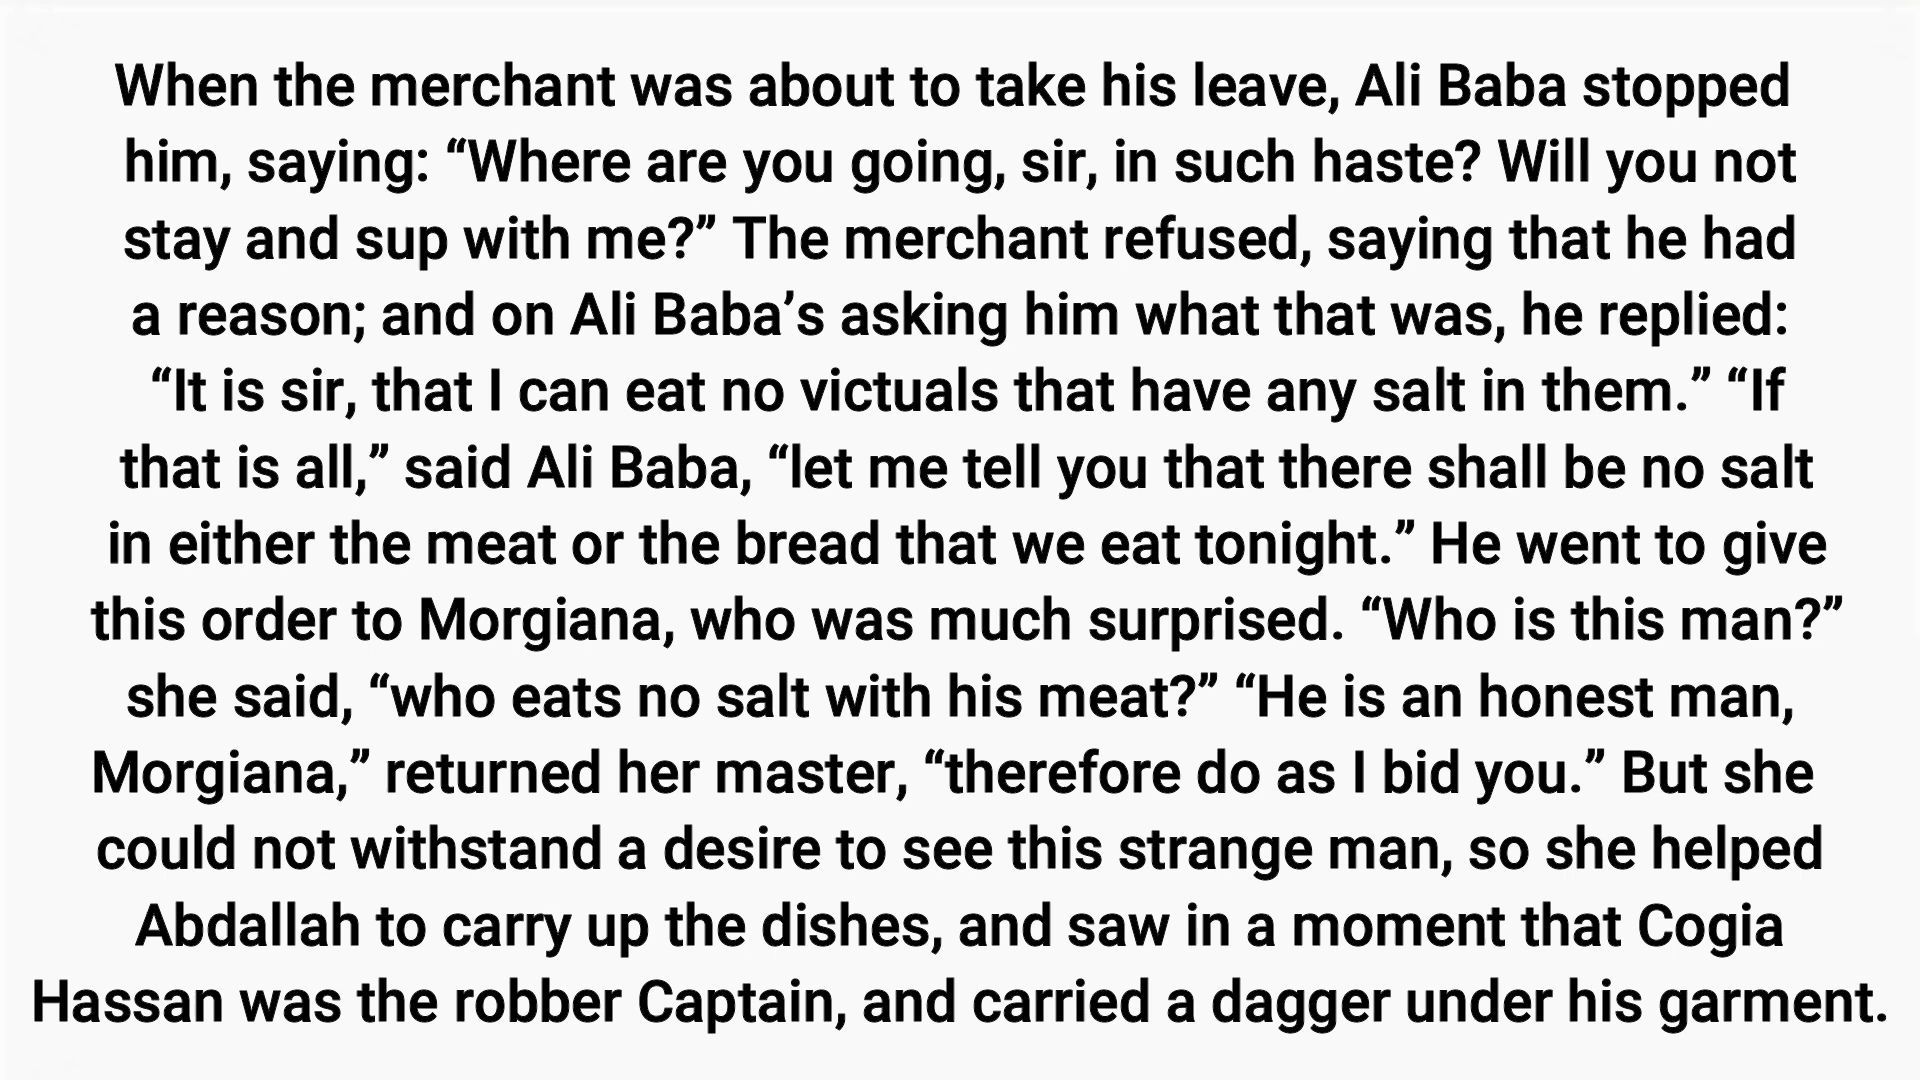 When the merchant was about to take his leave, Ali Baba stopped
him, saying: “Where are you going, sir, in such haste? Will you not
stay and sup with me?” The merchant refused, saying that he had
a reason; and on Ali Baba’s asking him what that was, he replied:
“It is sir, that I can eat no victuals that have any salt in them.” “If
that is all,” said Ali Baba, “let me tell you that there shall be no salt
in either the meat or the bread that we eat tonight.” He went to give
this order to Morgiana, who was much surprised. “Who is this man?”
she said, “who eats no salt with his meat?” “He is an honest man,
Morgiana,” returned her master, “therefore do as I bid you.” But she
could not withstand a desire to see this strange man, so she helped
Abdallah to carry up the dishes, and saw in a moment that Cogia
Hassan was the robber Captain, and carried a dagger under his garment.